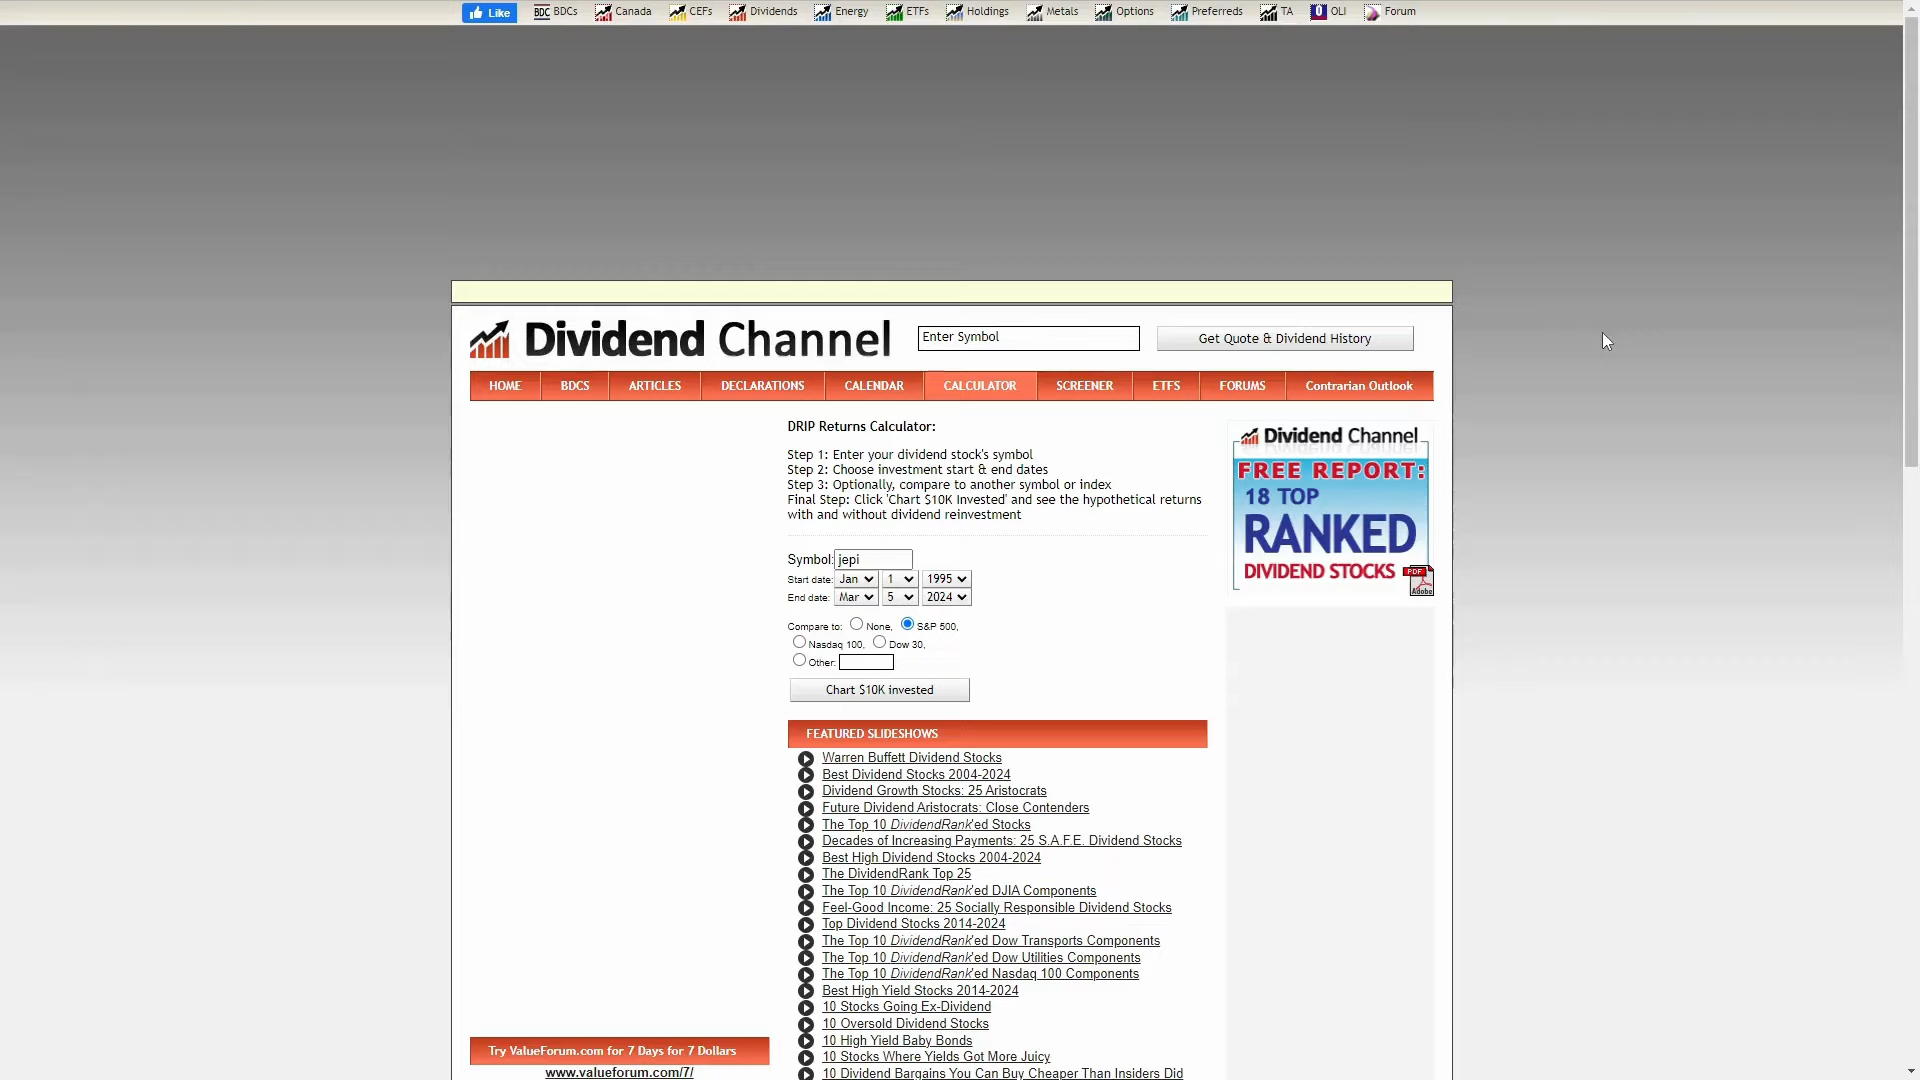 Like BDCs Canada CEFs Dividends Energy ETFs Holdings Metals Options Preferreds TA OLI Forum
Dividend Channel
Enter Symbol
Get Quote & Dividend History
HOME BDCS ARTICLES DECLARATIONS CALENDAR CALCULATOR SCREENER ETFS FORUMS Contrarian Outlook
DRIP Returns Calculator:
Step 1: Enter your dividend stock's symbol
Step 2: Choose investment start & end dates
Step 3: Optionally, compare to another symbol or index
Final Step: Click 'Chart $10K Invested' and see the hypothetical returns
with and without dividend reinvestment
Symbol: jepi
Start date: Jan 1 1995
End date: Mar 5 2024
Compare to: None, S&P 500,
Nasdaq 100, Dow 30,
Other:
Chart $10K invested
Dividend Channel
FREE REPORT:
18 TOP
RANKED
DIVIDEND STOCKS
PDF
Adobe
FEATURED SLIDESHOWS
Warren Buffett Dividend Stocks
Best Dividend Stocks 2004-2024
Dividend Growth Stocks: 25 Aristocrats
Future Dividend Aristocrats: Close Contenders
The Top 10 DividendRank'ed Stocks
Decades of Increasing Payments: 25 S.A.F.E. Dividend Stocks
Best High Dividend Stocks 2004-2024
The DividendRank Top 25
The Top 10 DividendRank'ed DJIA Components
Feel-Good Income: 25 Socially Responsible Dividend Stocks
Top Dividend Stocks 2014-2024
The Top 10 DividendRank'ed Dow Transports Components
The Top 10 DividendRank'ed Dow Utilities Components
The Top 10 DividendRank'ed Nasdaq 100 Components
Best High Yield Stocks 2014-2024
10 Stocks Going Ex-Dividend
10 Oversold Dividend Stocks
10 High Yield Baby Bonds
10 Stocks Where Yields Got More Juicy
10 Dividend Bargains You Can Buy Cheaper Than Insiders Did
Try ValueForum.com for 7 Days for 7 Dollars
www.valueforum.com/7/